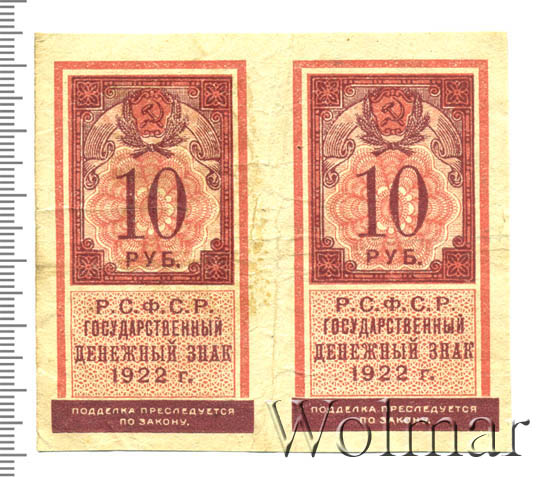 10
РУБ.
Р.С.Ф.С.Р.
ГОСУДАРСТВЕННЫЙ
ДЕНЕЖНЫЙ ЗНАК
1922 г.
ПОДДЕЛКА ПРЕСЛЕДУЕТСЯ
ПО ЗАКОНУ.
10
РУБ.
Р.С.Ф.С.Р.
ГОСУДАРСТВЕННЫЙ
ДЕНЕЖНЫЙ ЗНАК
1922 г.
ПОДДЕЛКА ПРЕСЛЕДУЕТСЯ
ПО ЗАКОНУ.
Wolmar